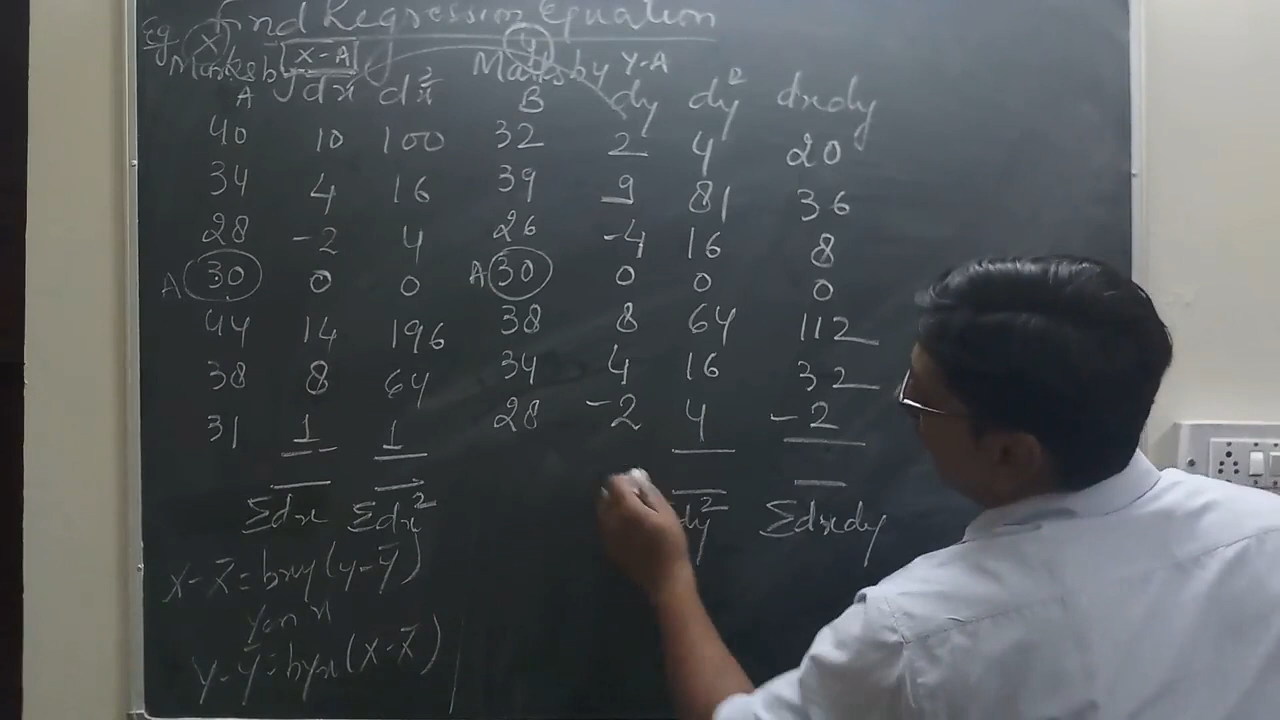 Find Regression Equation
Eg. X X-A y
Marks by Marks by Y-A
A dx dx² B dy dy² dxdy
40 10 100 32 2 4 20
34 4 16 39 9 81 36
28 -2 4 26 -4 16 8
A 30 0 0 A 30 0 0 0
44 14 196 38 8 64 112
38 8 64 34 4 16 32
31 1 1 28 -2 4 -2
Σdx Σdx² dy² Σdxdy
X-X̄ = bxy(y-ȳ)
y on x
y-ȳ = byx(X-X̄)